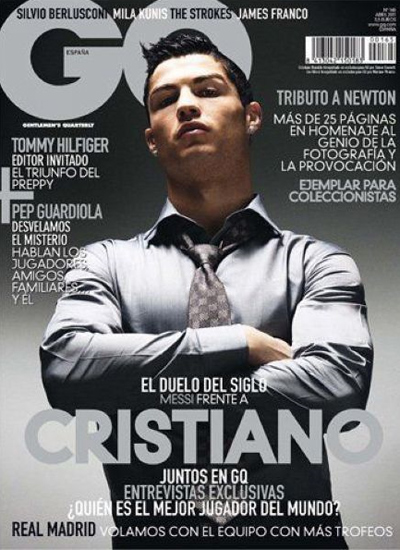 SILVIO BERLUSCONI MILA KUNIS THE STROKES JAMES FRANCO
GQ
ESPAÑA
GENTLEMEN'S QUARTERLY
TOMMY HILFIGER
EDITOR INVITADO
EL TRIUNFO DEL
PREPPY
+
PEP GUARDIOLA
DESVELAMOS
EL MISTERIO
HABLAN LOS
JUGADORES,
AMIGOS,
FAMILIARES...
Y ÉL
TRIBUTO A NEWTON
MÁS DE 25 PÁGINAS
EN HOMENAJE AL
GENIO DE LA
FOTOGRAFÍA Y
LA PROVOCACIÓN
EJEMPLAR PARA
COLECCIONISTAS
EL DUELO DEL SIGLO
MESSI FRENTE A
CRISTIANO
JUNTOS EN GQ
ENTREVISTAS EXCLUSIVAS
¿QUIÉN ES EL MEJOR JUGADOR DEL MUNDO?
REAL MADRID VOLAMOS CON EL EQUIPO CON MÁS TROFEOS